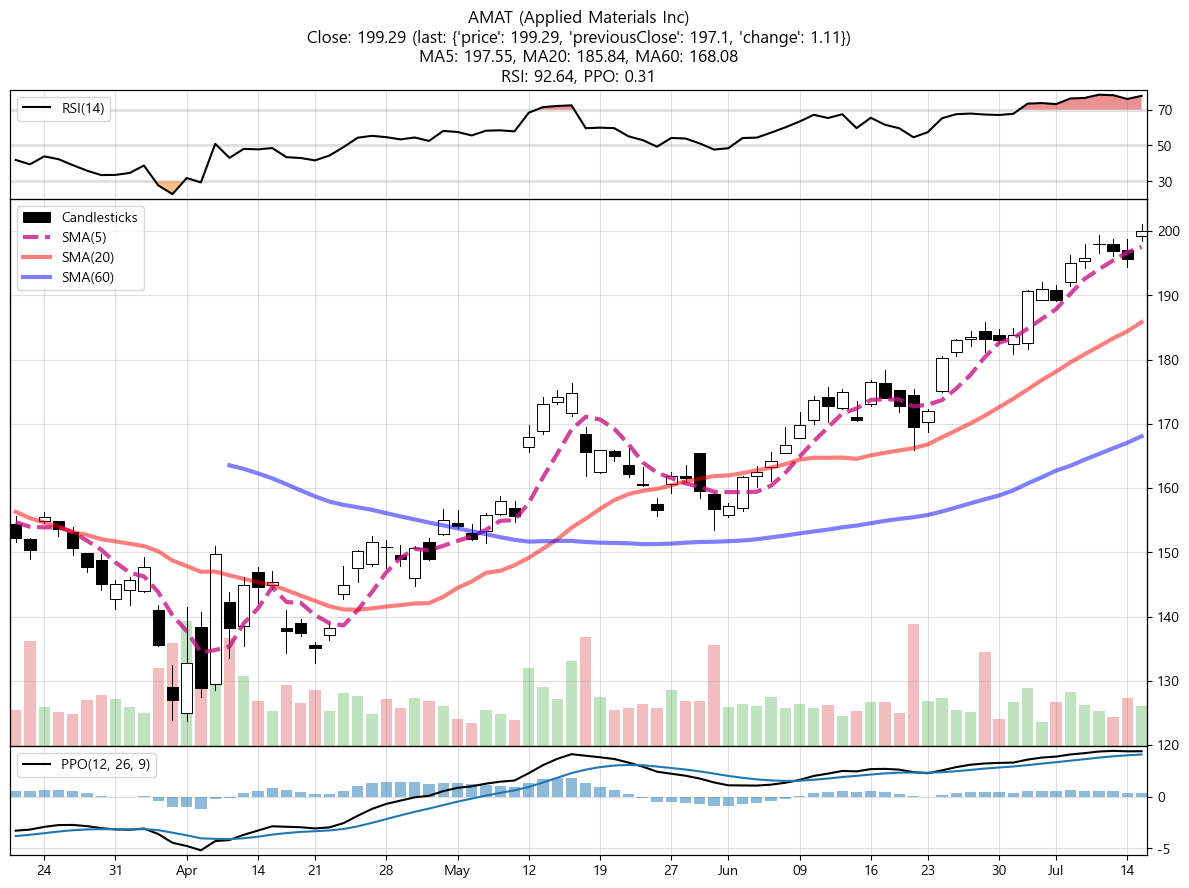 AMAT (Applied Materials Inc)
Close: 199.29 (last: {'price': 199.29, 'previousClose': 197.1, 'change': 1.11})
MA5: 197.55, MA20: 185.84, MA60: 168.08
RSI: 92.64, PPO: 0.31
RSI(14)
70
50
30
Candlesticks
SMA(5)
SMA(20)
SMA(60)
200
190
180
170
160
150
140
130
120
PPO(12, 26, 9)
0
-5
24 31 Apr 14 21 28 May 12 19 27 Jun 09 16 23 30 Jul 14